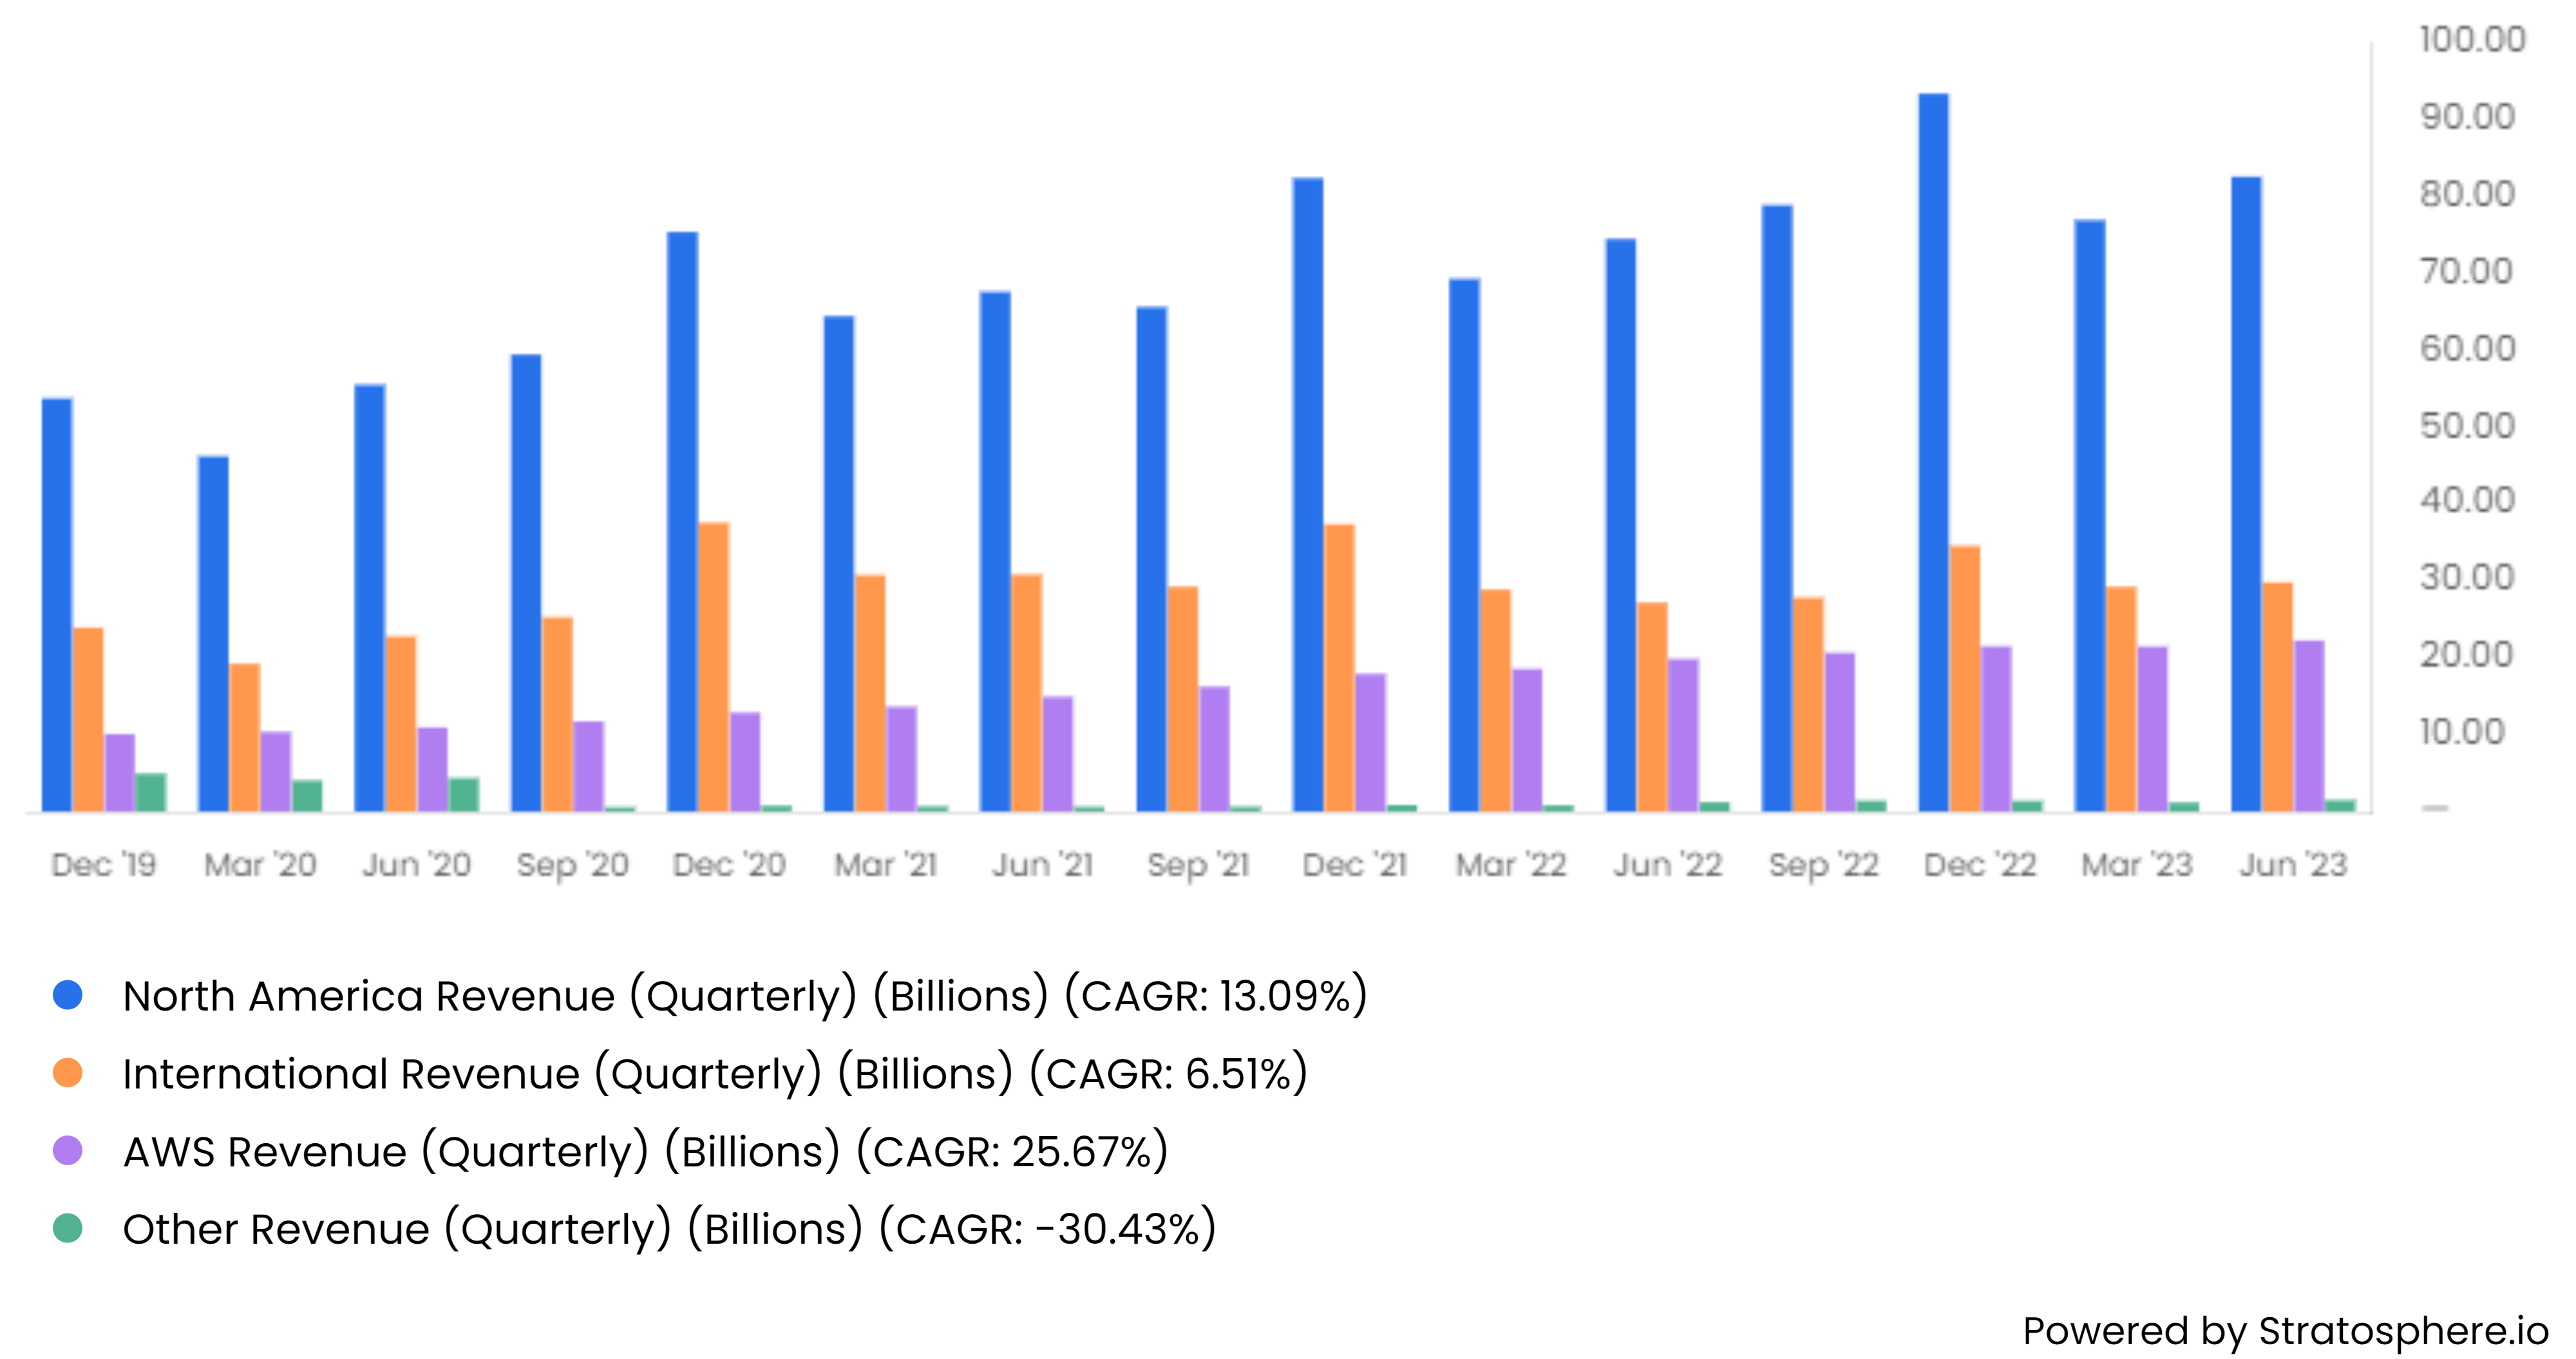 100.00
90.00
80.00
70.00
60.00
50.00
40.00
30.00
20.00
10.00
—
Dec '19 Mar '20 Jun '20 Sep '20 Dec '20 Mar '21 Jun '21 Sep '21 Dec '21 Mar '22 Jun '22 Sep '22 Dec '22 Mar '23 Jun '23
North America Revenue (Quarterly) (Billions) (CAGR: 13.09%)
International Revenue (Quarterly) (Billions) (CAGR: 6.51%)
AWS Revenue (Quarterly) (Billions) (CAGR: 25.67%)
Other Revenue (Quarterly) (Billions) (CAGR: -30.43%)
Powered by Stratosphere.io